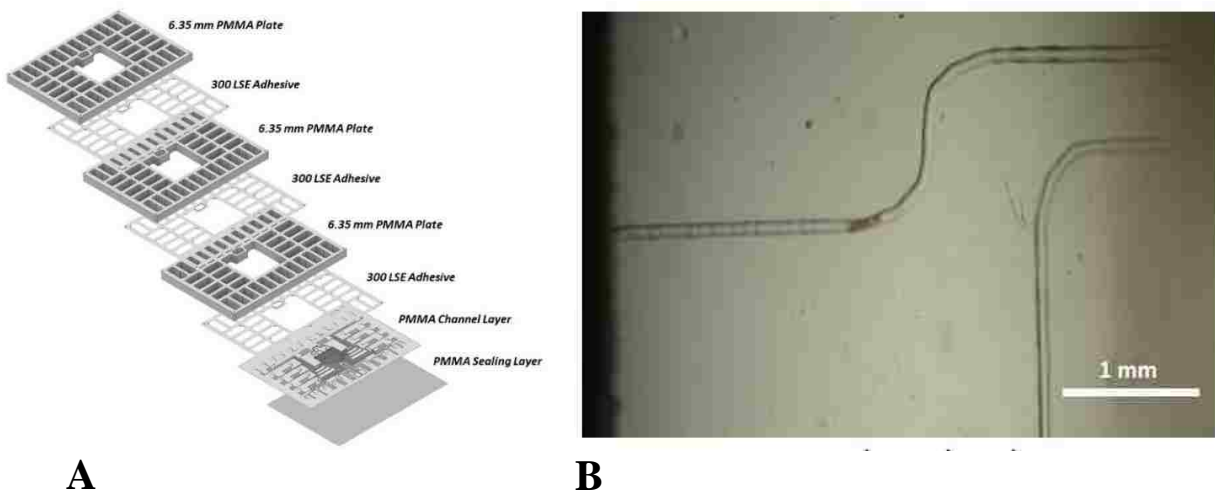 6.35 mm PMMA Plate
300 LSE Adhesive
6.35 mm PMMA Plate
300 LSE Adhesive
6.35 mm PMMA Plate
300 LSE Adhesive
PMMA Channel Layer
PMMA Sealing Layer
1 mm
A
B